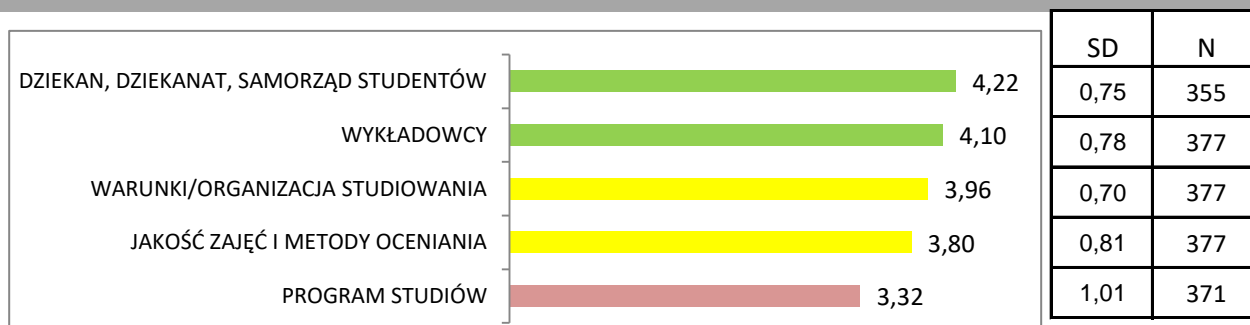 SD N
DZIEKAN, DZIEKANAT, SAMORZĄD STUDENTÓW 4,22 0,75 355
WYKŁADOWCY 4,10 0,78 377
WARUNKI/ORGANIZACJA STUDIOWANIA 3,96 0,70 377
JAKOŚĆ ZAJĘĆ I METODY OCENIANIA 3,80 0,81 377
PROGRAM STUDIÓW 3,32 1,01 371